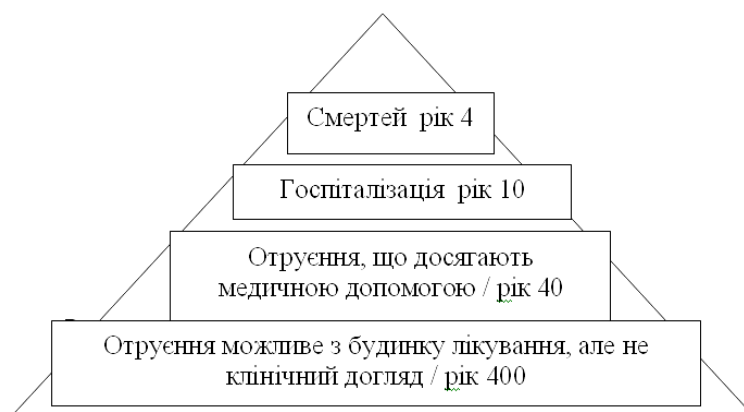 Смертей рік 4
Госпіталізація рік 10
Отруєння, що досягають
медичною допомогою / рік 40
Отруєння можливе з будинку лікування, але не
клінічний догляд / рік 400